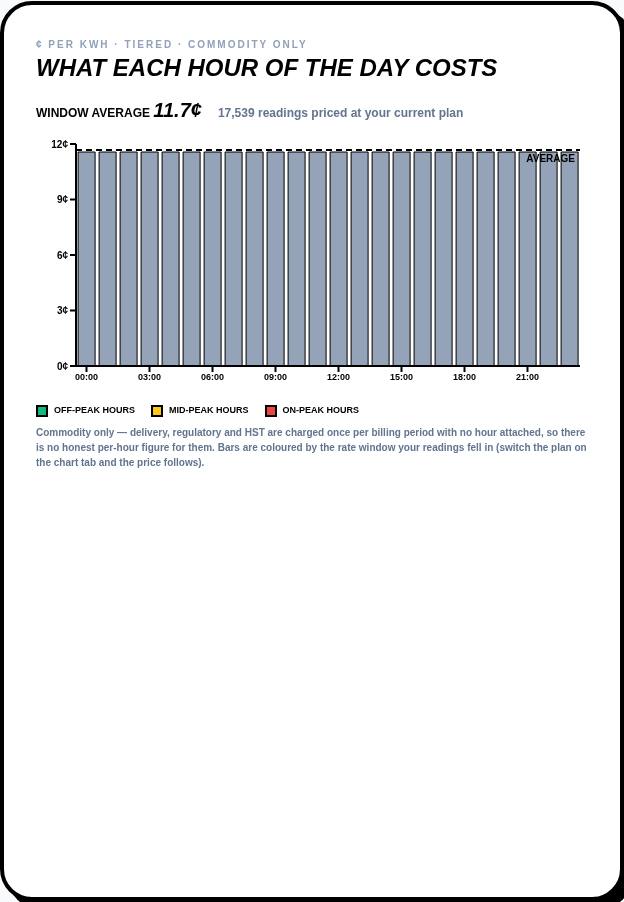 ¢ PER KWH · TIERED · COMMODITY ONLY
WHAT EACH HOUR OF THE DAY COSTS
WINDOW AVERAGE 11.7¢ 17,539 readings priced at your current plan
12¢
AVERAGE
9¢
6¢
3¢
0¢
00:00 03:00 06:00 09:00 12:00 15:00 18:00 21:00
OFF-PEAK HOURS MID-PEAK HOURS ON-PEAK HOURS
Commodity only — delivery, regulatory and HST are charged once per billing period with no hour attached, so there
is no honest per-hour figure for them. Bars are coloured by the rate window your readings fell in (switch the plan on
the chart tab and the price follows).